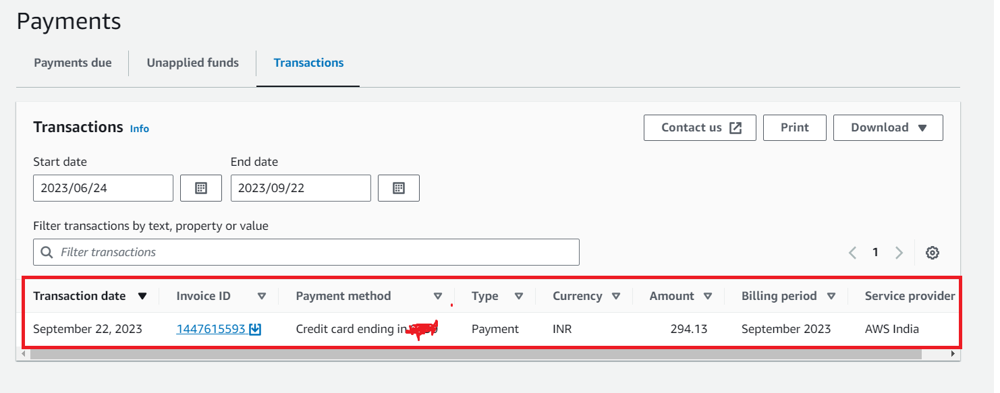 Payments
Payments due Unapplied funds Transactions
Transactions Info Contact us Print Download
Start date End date
2023/06/24 2023/09/22
Filter transactions by text, property or value
Filter transactions 1
Transaction date Invoice ID Payment method Type Currency Amount Billing period Service provider
September 22, 2023 1447615593 Credit card ending in Payment INR 294.13 September 2023 AWS India